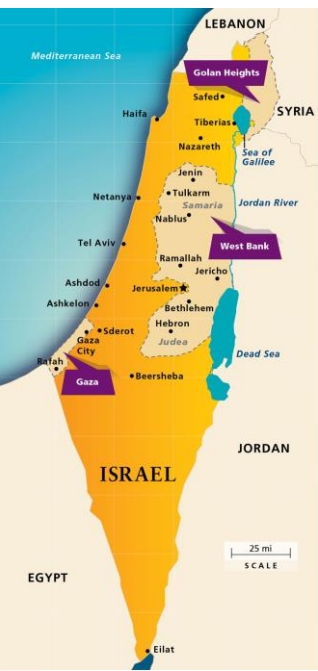 LEBANON
Mediterranean Sea
Golan Heights
Safed
SYRIA
Haifa
Tiberias
Nazareth
Sea of
Galilee
Jenin
Netanya
Tulkarm
Samaria
Jordan River
Nablus
Tel Aviv
West Bank
Ramallah
Jericho
Ashdod
Jerusalem
Ashkelon
Bethlehem
Hebron
Sderot
Gaza
City
Judea
Dead Sea
Rafah
Gaza
Beersheba
JORDAN
ISRAEL
25 mi
SCALE
EGYPT
Eilat